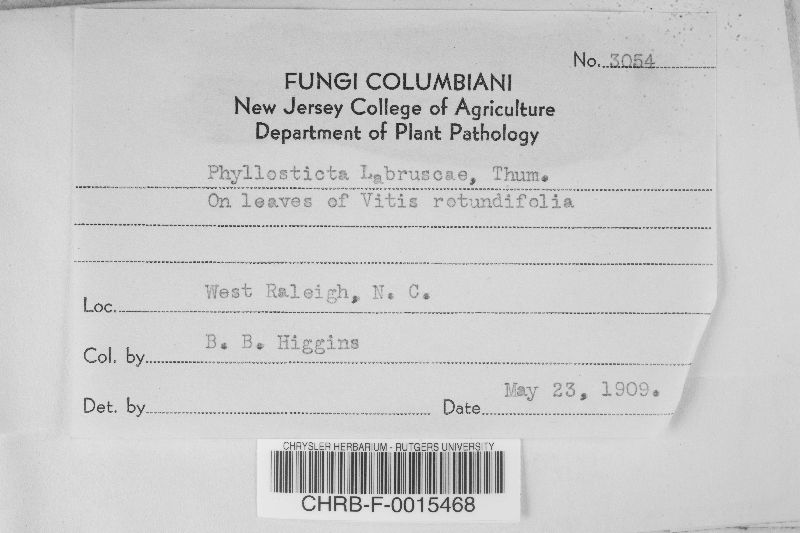 No. 3054
FUNGI COLUMBIANI
New Jersey College of Agriculture
Department of Plant Pathology
Phyllosticta Labruscae, Thum.
On leaves of Vitis rotundifolia
Loc. West Raleigh, N. C.
Col. by B. B. Higgins
Det. by Date May 23, 1909.
CHRYSLER HERBARIUM - RUTGERS UNIVERSITY
CHRB-F-0015468